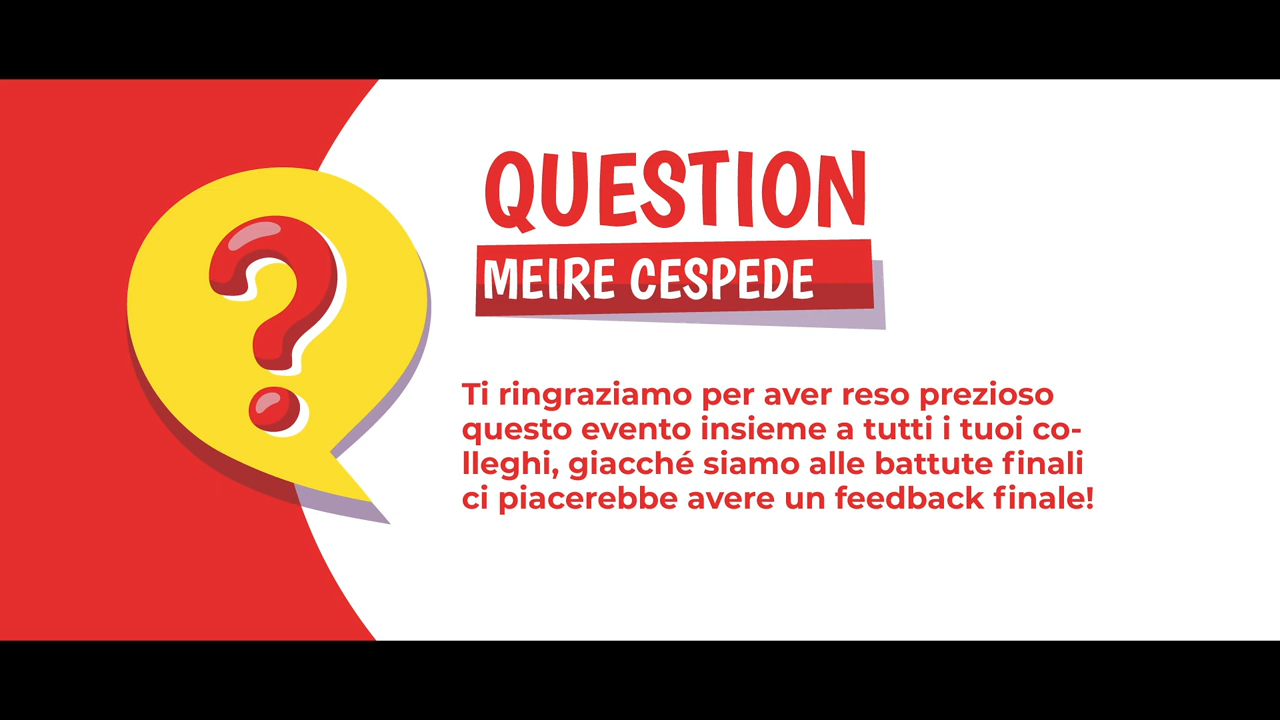 QUESTION
MEIRE CESPEDE
Ti ringraziamo per aver reso prezioso
questo evento insieme a tutti i tuoi co-
lleghi, giacché siamo alle battute finali
ci piacerebbe avere un feedback finale!